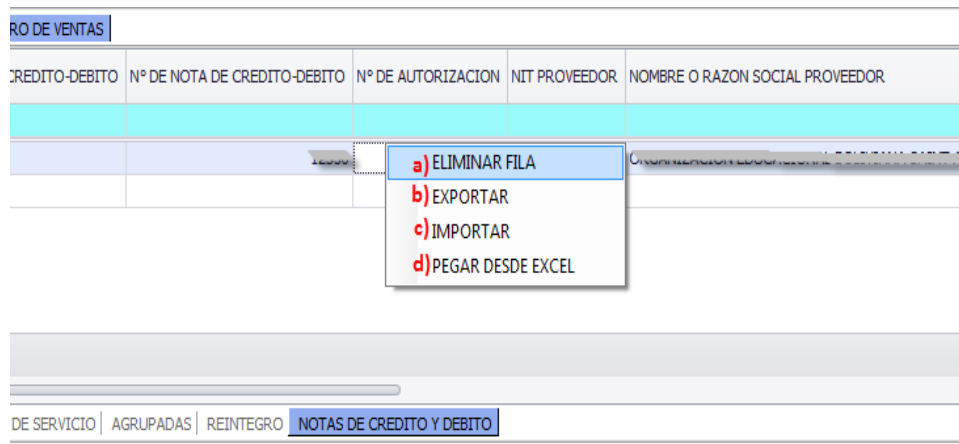 RO DE VENTAS
CREDITO-DEBITO Nº DE NOTA DE CREDITO-DEBITO Nº DE AUTORIZACION NIT PROVEEDOR NOMBRE O RAZON SOCIAL PROVEEDOR
a) ELIMINAR FILA
b) EXPORTAR
c) IMPORTAR
d) PEGAR DESDE EXCEL
DE SERVICIO AGRUPADAS REINTEGRO NOTAS DE CREDITO Y DEBITO